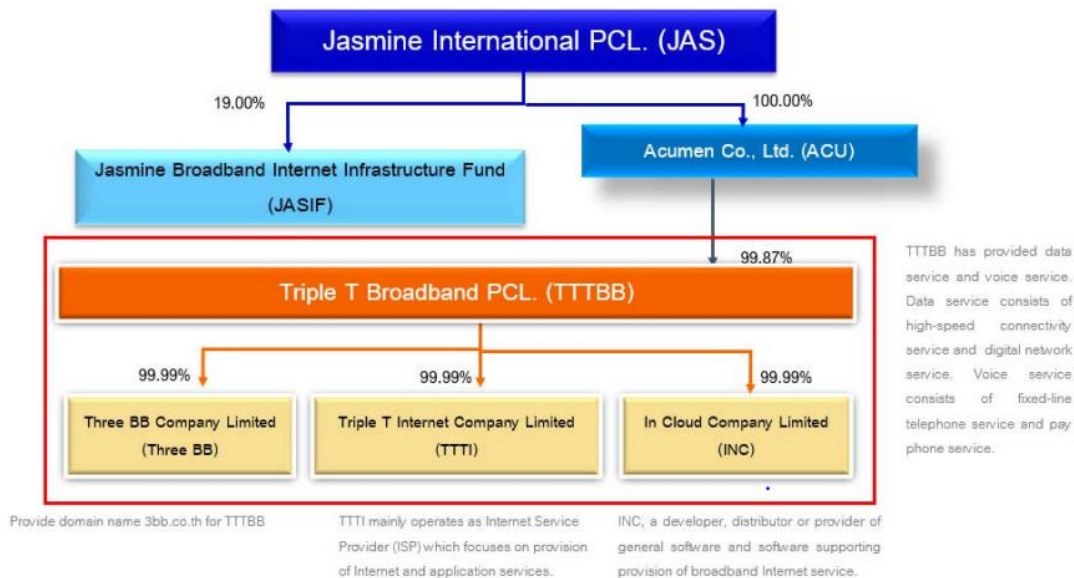 Jasmine International PCL. (JAS)
19.00%
100.00%
Jasmine Broadband Internet Infrastructure Fund
(JASIF)
Acumen Co., Ltd. (ACU)
99.87%
Triple T Broadband PCL. (TTTBB)
99.99%
99.99%
99.99%
Three BB Company Limited
(Three BB)
Triple T Internet Company Limited
(TTTI)
In Cloud Company Limited
(INC)
TTTBB has provided data
service and voice service.
Data service consists of
high-speed connectivity
service and digital network
service. Voice service
consists of fixed-line
telephone service and pay
phone service.
Provide domain name 3bb.co.th for TTTBB
TTTI mainly operates as Internet Service
Provider (ISP) which focuses on provision
of Internet and application services.
INC, a developer, distributor or provider of
general software and software supporting
provision of broadband Internet service.